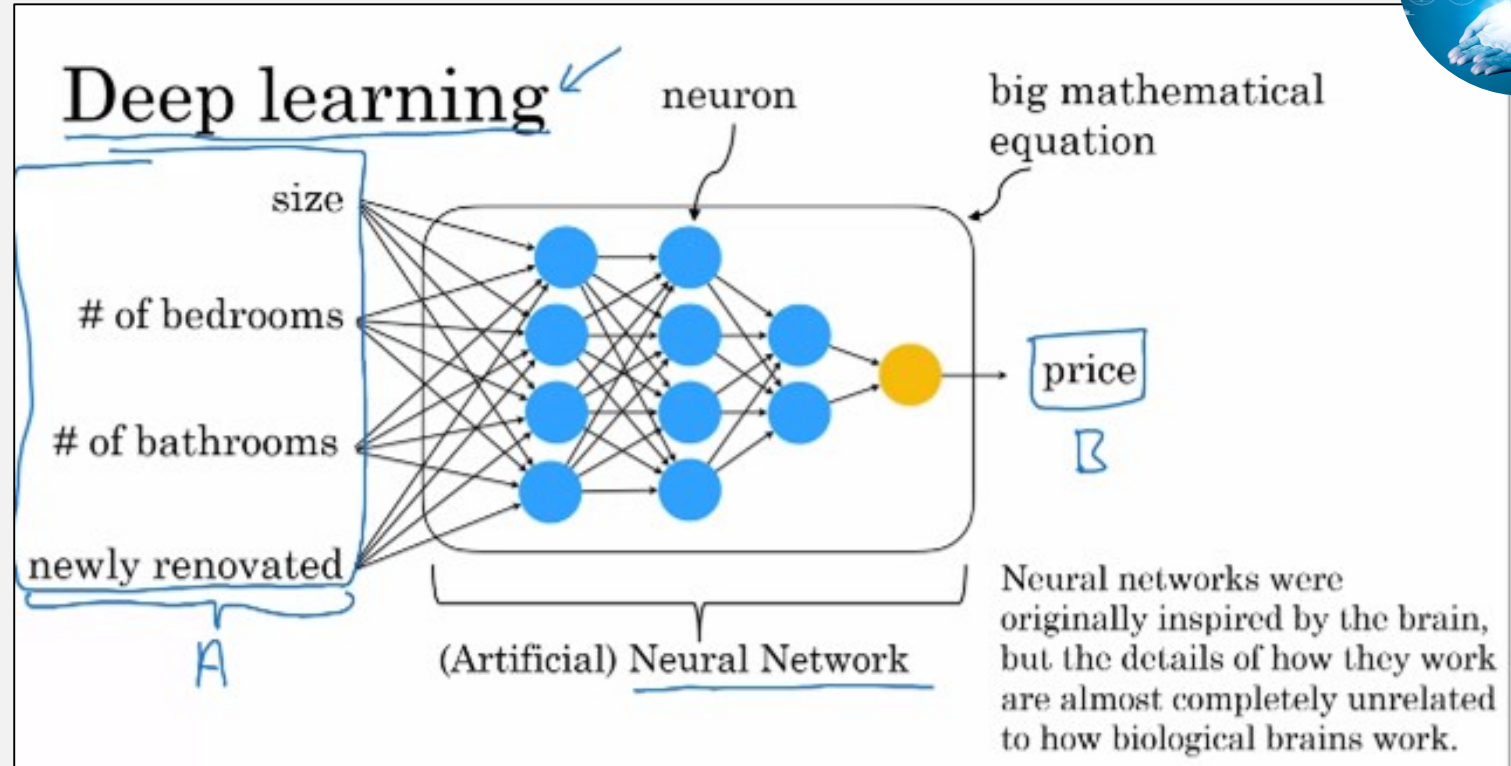 Deep learning
neuron
big mathematical
equation
size
# of bedrooms
# of bathrooms
newly renovated
A
price
B
(Artificial) Neural Network
Neural networks were
originally inspired by the brain,
but the details of how they work
are almost completely unrelated
to how biological brains work.